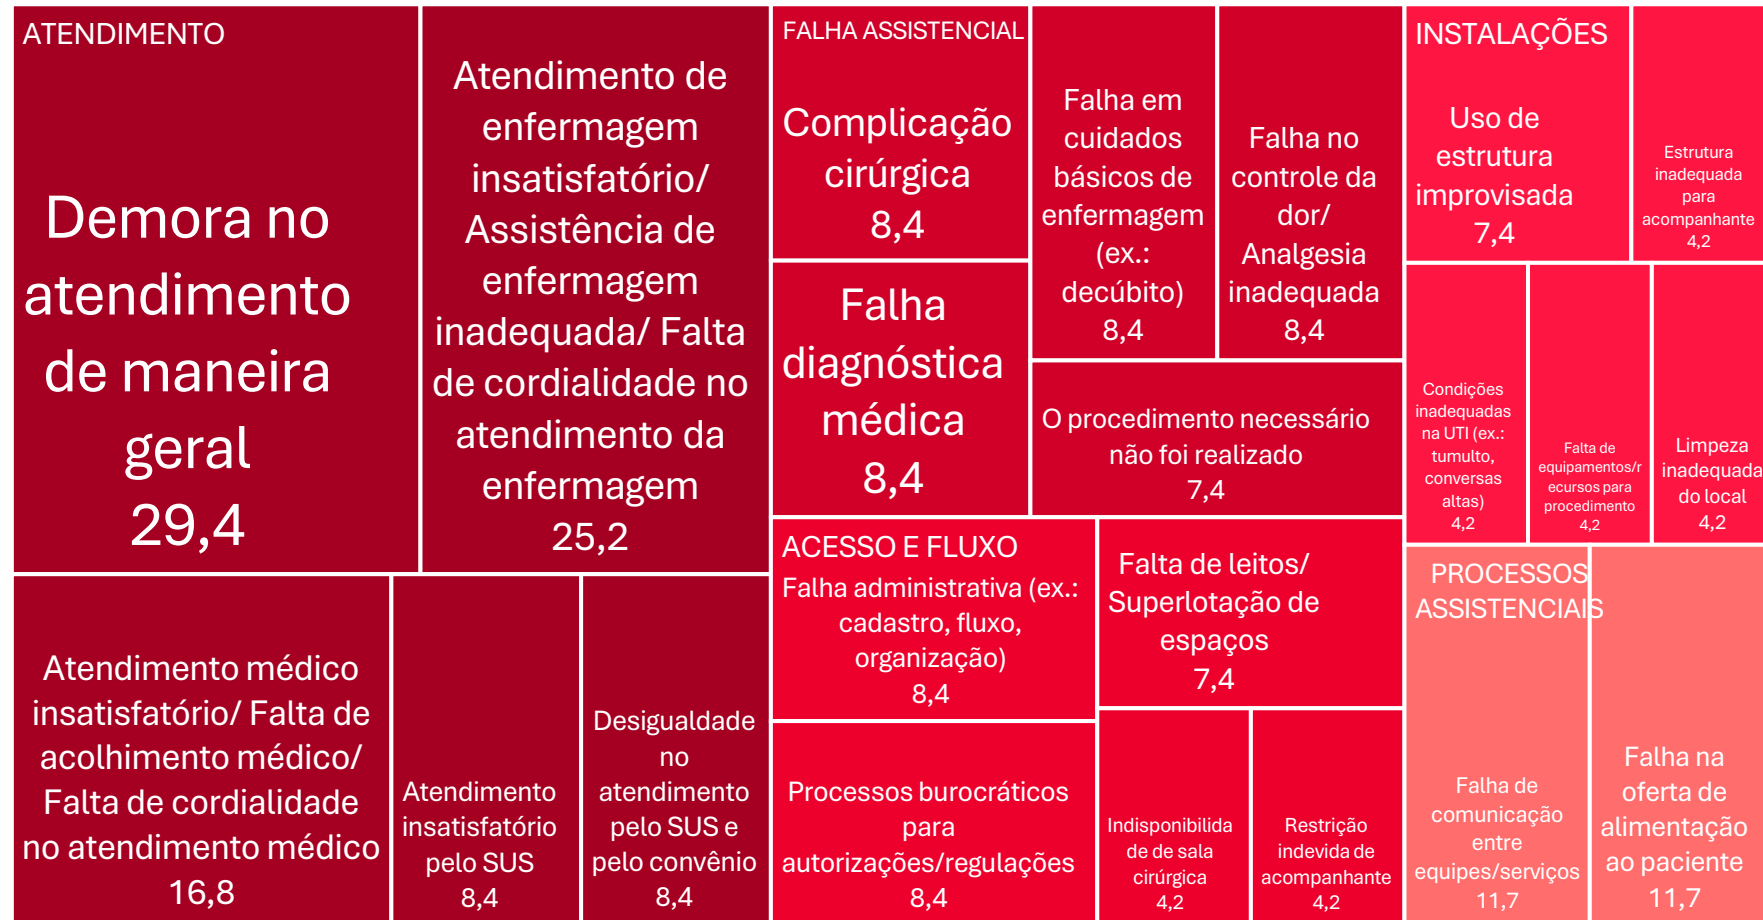 ATENDIMENTO
Demora no
atendimento
de maneira
geral
29,4
Atendimento de
enfermagem
insatisfatório/
Assistência de
enfermagem
inadequada/ Falta
de cordialidade no
atendimento da
enfermagem
25,2
Atendimento médico
insatisfatório/ Falta de
acolhimento médico/
Falta de cordialidade
no atendimento médico
16,8
Atendimento
insatisfatório
pelo SUS
8,4
Desigualdade
no
atendimento
pelo SUS e
pelo convênio
8,4
FALHA ASSISTENCIAL
Complicação
cirúrgica
8,4
Falha
diagnóstica
médica
8,4
Falha em
cuidados
básicos de
enfermagem
(ex.:
decúbito)
8,4
Falha no
controle da
dor/
Analgesia
inadequada
8,4
O procedimento necessário
não foi realizado
7,4
ACESSO E FLUXO
Falha administrativa (ex.:
cadastro, fluxo,
organização)
8,4
Processos burocráticos
para
autorizações/regulações
8,4
Falta de leitos/
Superlotação de
espaços
7,4
Indisponibilida
de de sala
cirúrgica
4,2
Restrição
indevida de
acompanhante
4,2
INSTALAÇÕES
Uso de
estrutura
improvisada
7,4
Estrutura
inadequada
para
acompanhante
4,2
Condições
inadequadas
na UTI (ex.:
tumulto,
conversas
altas)
4,2
Falta de
equipamentos/r
ecursos para
procedimento
4,2
Limpeza
inadequada
do local
4,2
PROCESSOS
ASSISTENCIAIS
Falha de
comunicação
entre
equipes/serviços
11,7
Falha na
oferta de
alimentação
ao paciente
11,7